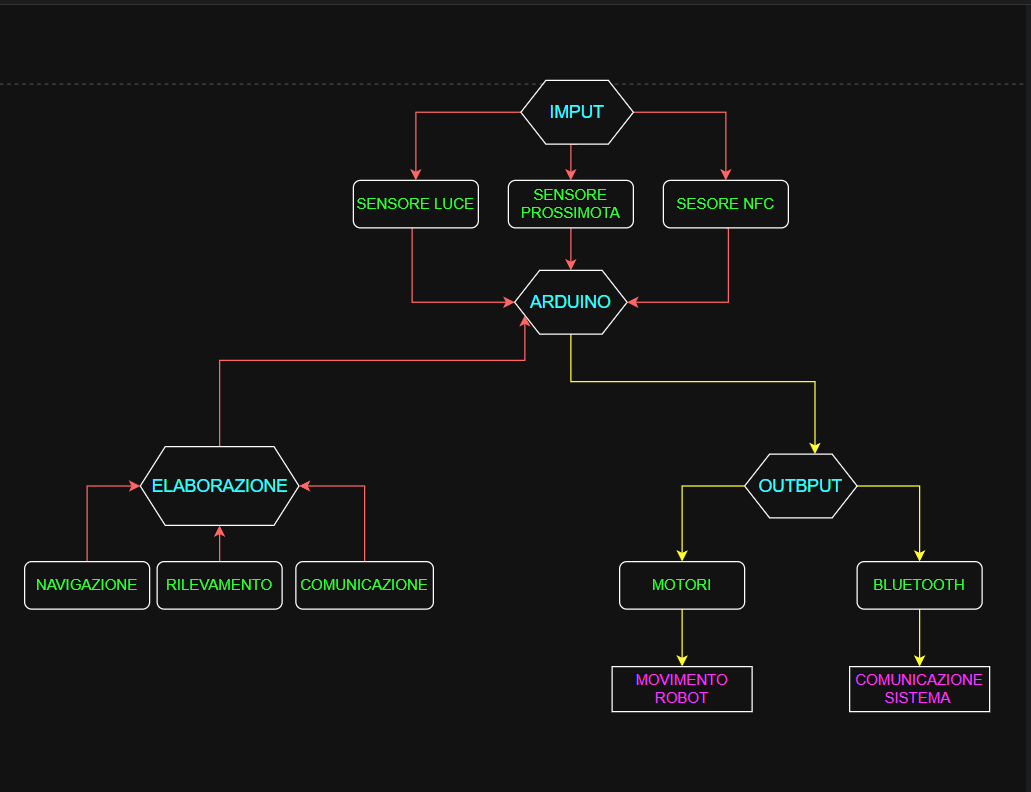 IMPUT
SENSORE LUCE
SENSORE
PROSSIMOTA
SESORE NFC
ARDUINO
ELABORAZIONE
OUTBPUT
NAVIGAZIONE
RILEVAMENTO
COMUNICAZIONE
MOTORI
BLUETOOTH
MOVIMENTO
ROBOT
COMUNICAZIONE
SISTEMA